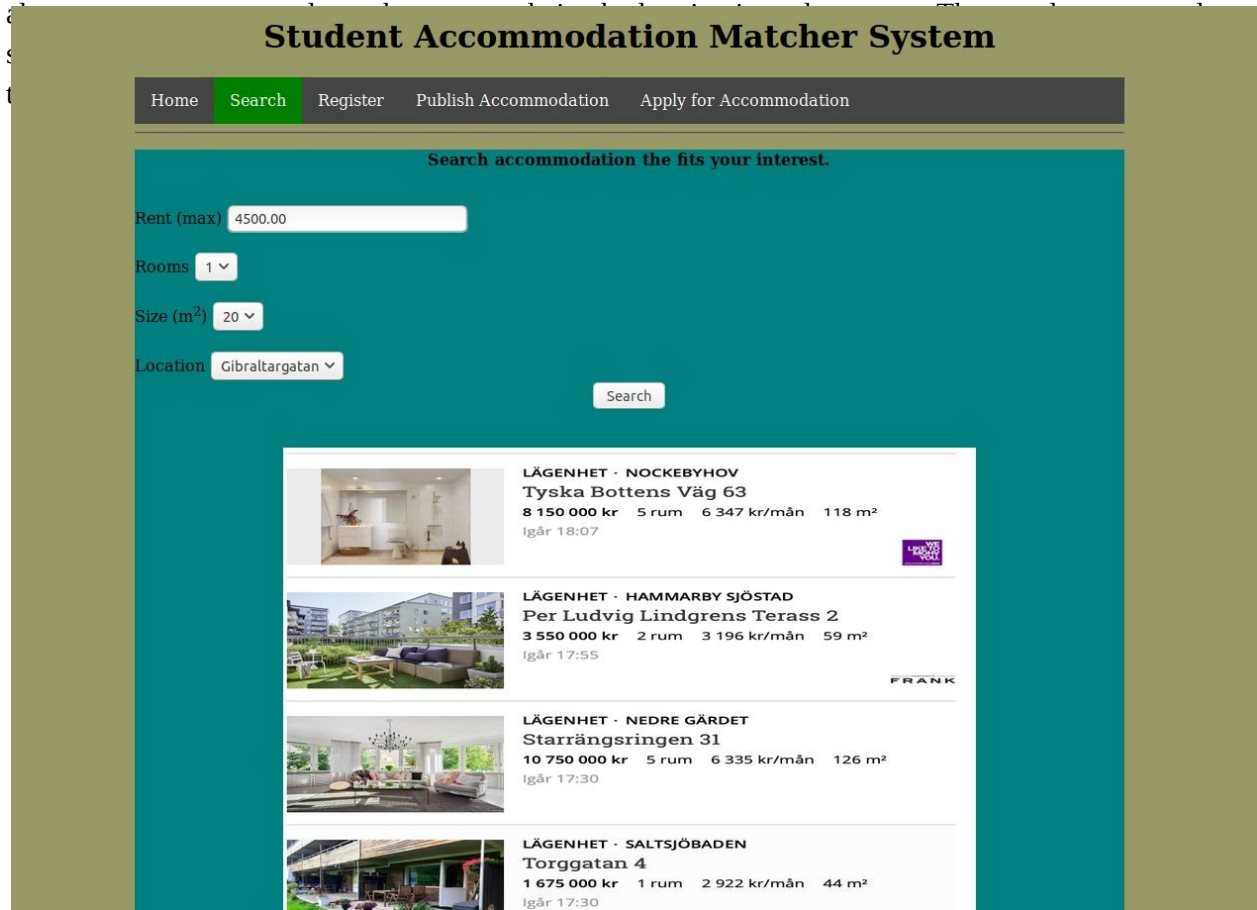 Student Accommodation Matcher System
Home Search Register Publish Accommodation Apply for Accommodation
Search accommodation the fits your interest.
Rent (max) 4500.00
Rooms 1
Size (m²) 20
Location Gibraltargatan
Search
LÄGENHET · NOCKEBYHOV
Tyska Bottens Väg 63
8 150 000 kr 5 rum 6 347 kr/mån 118 m²
Igår 18:07
WE LIKE TO MOHV YOU.
LÄGENHET · HAMMARBY SJÖSTAD
Per Ludvig Lindgrens Terass 2
3 550 000 kr 2 rum 3 196 kr/mån 59 m²
Igår 17:55
FRANK
LÄGENHET · NEDRE GÄRDET
Starrängsringen 31
10 750 000 kr 5 rum 6 335 kr/mån 126 m²
Igår 17:30
LÄGENHET · SALTSJÖBADEN
Torggatan 4
1 675 000 kr 1 rum 2 922 kr/mån 44 m²
Igår 17:30